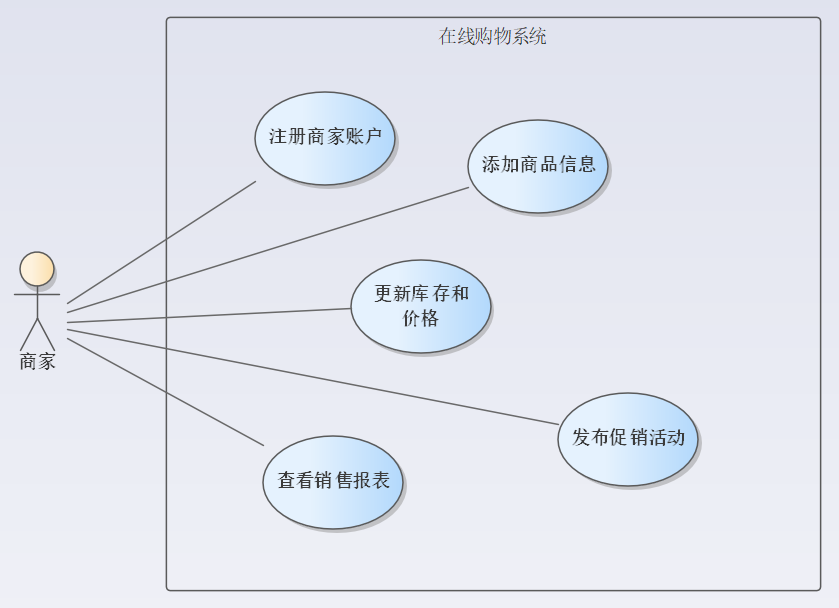 在线购物系统
注册商家账户
添加商品信息
更新库存和
价格
商家
发布促销活动
查看销售报表